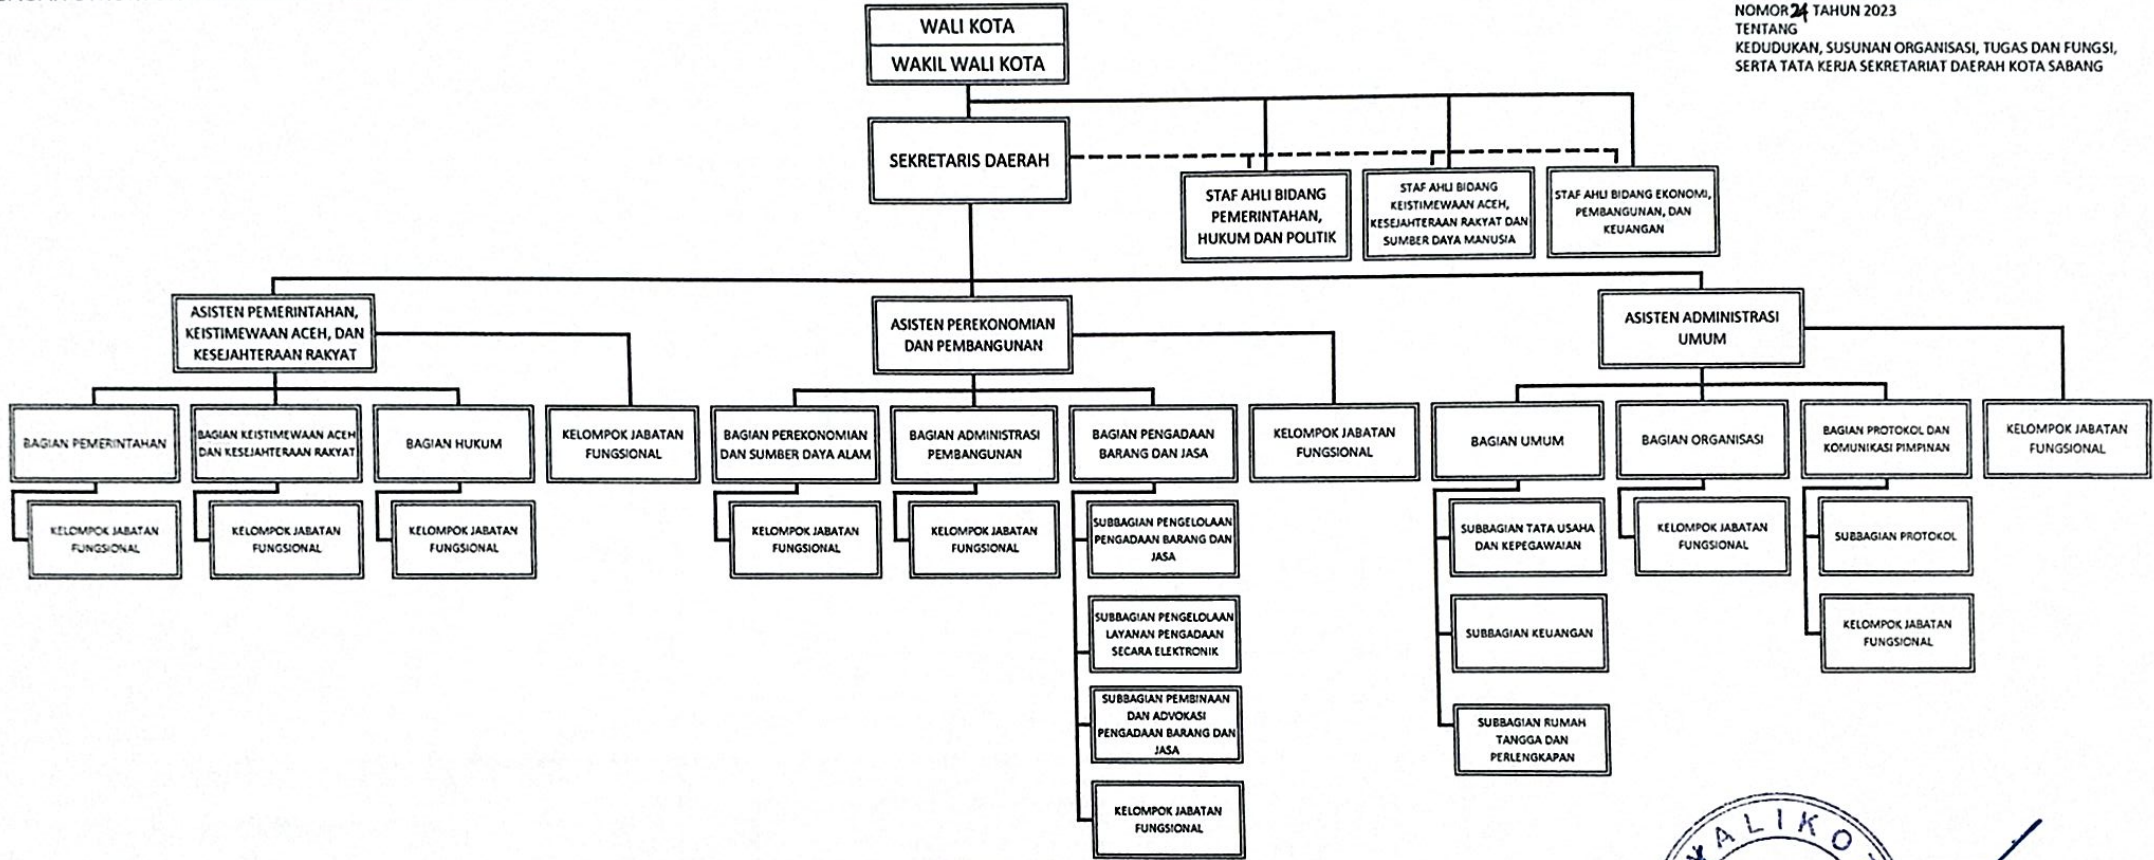 NOMOR 21 TAHUN 2023
TENTANG
KEDUDUKAN, SUSUNAN ORGANISASI, TUGAS DAN FUNGSI,
SERTA TATA KERJA SEKRETARIAT DAERAH KOTA SABANG
WALI KOTA
WAKIL WALI KOTA
SEKRETARIS DAERAH
STAF AHLI BIDANG
PEMERINTAHAN,
HUKUM DAN POLITIK
STAF AHLI BIDANG
KEISTIMEWAAN ACEH,
KESEJAHTERAAN RAKYAT DAN
SUMBER DAYA MANUSIA
STAF AHLI BIDANG EKONOMI,
PEMBANGUNAN, DAN
KEUANGAN
ASISTEN PEMERINTAHAN,
KEISTIMEWAAN ACEH, DAN
KESEJAHTERAAN RAKYAT
ASISTEN PEREKONOMIAN
DAN PEMBANGUNAN
ASISTEN ADMINISTRASI
UMUM
BAGIAN PEMERINTAHAN
BAGIAN KEISTIMEWAAN ACEH
DAN KESEJAHTERAAN RAKYAT
BAGIAN HUKUM
KELOMPOK JABATAN
FUNGSIONAL
BAGIAN PEREKONOMIAN
DAN SUMBER DAYA ALAM
BAGIAN ADMINISTRASI
PEMBANGUNAN
BAGIAN PENGADAAN
BARANG DAN JASA
KELOMPOK JABATAN
FUNGSIONAL
BAGIAN UMUM
BAGIAN ORGANISASI
BAGIAN PROTOKOL DAN
KOMUNIKASI PIMPINAN
KELOMPOK JABATAN
FUNGSIONAL
KELOMPOK JABATAN
FUNGSIONAL
KELOMPOK JABATAN
FUNGSIONAL
KELOMPOK JABATAN
FUNGSIONAL
KELOMPOK JABATAN
FUNGSIONAL
KELOMPOK JABATAN
FUNGSIONAL
SUBBAGIAN PENGELOLAAN
PENGADAAN BARANG DAN
JASA
SUBBAGIAN TATA USAHA
DAN KEPEGAWAIAN
KELOMPOK JABATAN
FUNGSIONAL
SUBBAGIAN PROTOKOL
SUBBAGIAN PENGELOLAAN
LAYANAN PENGADAAN
SECARA ELEKTRONIK
SUBBAGIAN KEUANGAN
KELOMPOK JABATAN
FUNGSIONAL
SUBBAGIAN PEMBINAAN
DAN ADVOKASI
PENGADAAN BARANG DAN
JASA
SUBBAGIAN RUMAH
TANGGA DAN
PERLENGKAPAN
KELOMPOK JABATAN
FUNGSIONAL